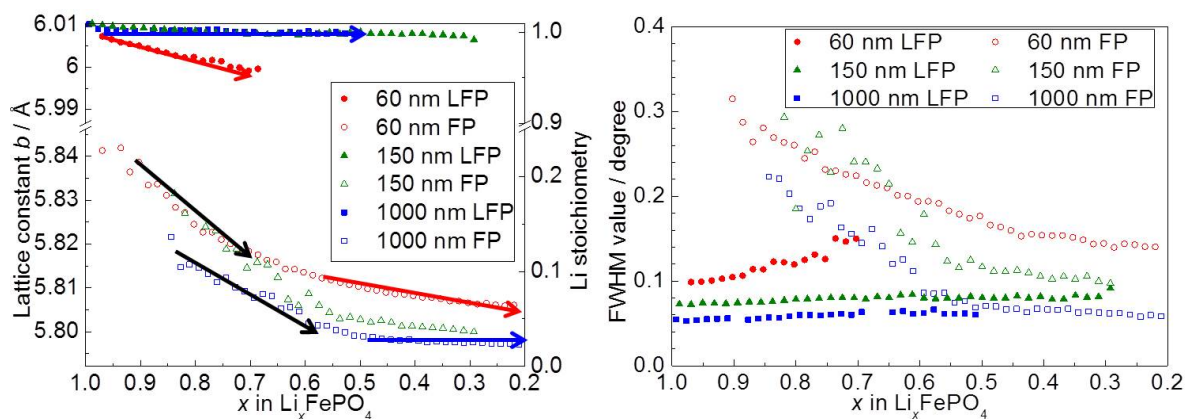 6.01
6
5.99
5.84
5.83
5.82
5.81
5.80
Lattice constant b / Å
1.0
0.9
0.2
0.1
0.0
Li stoichiometry
60 nm LFP
60 nm FP
150 nm LFP
150 nm FP
1000 nm LFP
1000 nm FP
1.0 0.9 0.8 0.7 0.6 0.5 0.4 0.3 0.2
x in LixFePO4
0.4
0.3
0.2
0.1
0.0
FWHM value / degree
60 nm LFP 60 nm FP
150 nm LFP 150 nm FP
1000 nm LFP 1000 nm FP
1.0 0.9 0.8 0.7 0.6 0.5 0.4 0.3 0.2
x in LixFePO4